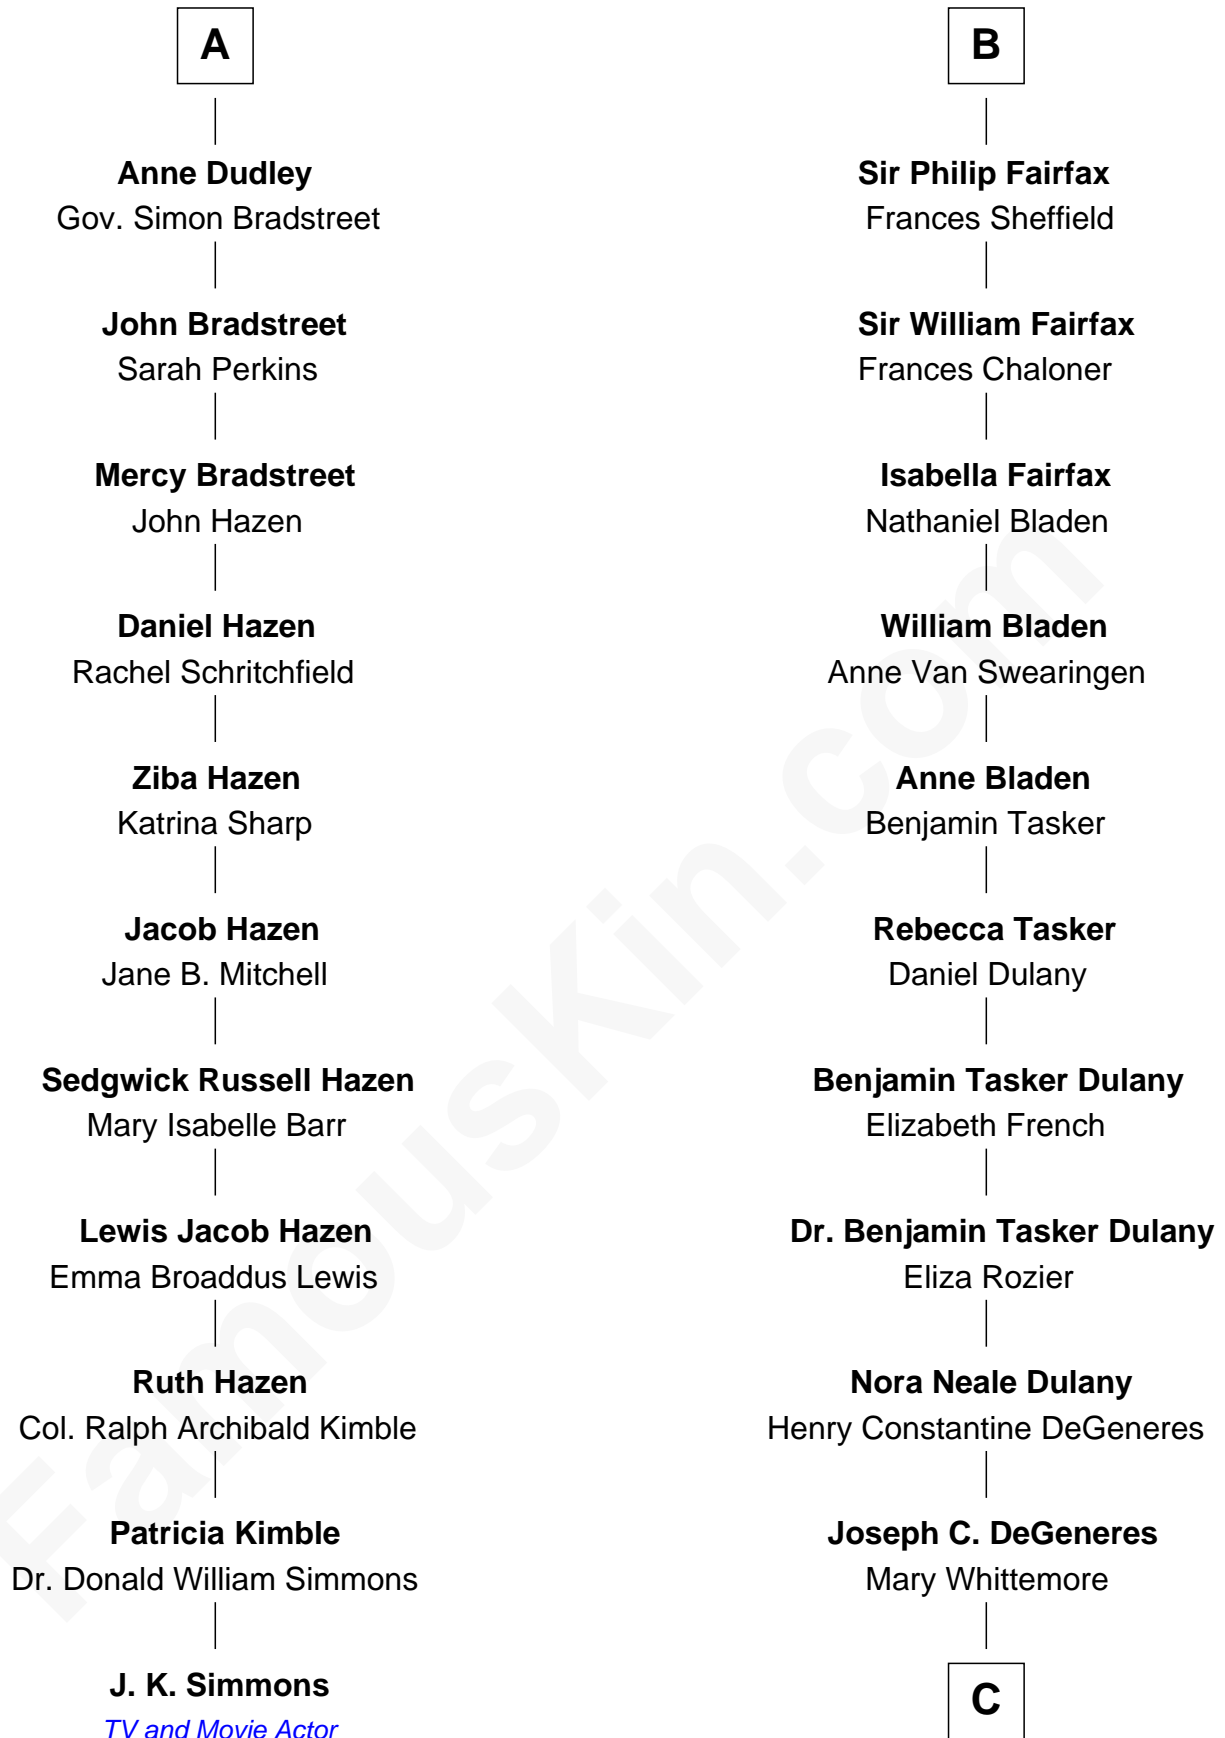 A
Anne Dudley
Gov. Simon Bradstreet
John Bradstreet
Sarah Perkins
Mercy Bradstreet
John Hazen
Daniel Hazen
Rachel Schritchfield
Ziba Hazen
Katrina Sharp
Jacob Hazen
Jane B. Mitchell
Sedgwick Russell Hazen
Mary Isabelle Barr
Lewis Jacob Hazen
Emma Broaddus Lewis
Ruth Hazen
Col. Ralph Archibald Kimble
Patricia Kimble
Dr. Donald William Simmons
J. K. Simmons
TV and Movie Actor
B
Sir Philip Fairfax
Frances Sheffield
Sir William Fairfax
Frances Chaloner
Isabella Fairfax
Nathaniel Bladen
William Bladen
Anne Van Swearingen
Anne Bladen
Benjamin Tasker
Rebecca Tasker
Daniel Dulany
Benjamin Tasker Dulany
Elizabeth French
Dr. Benjamin Tasker Dulany
Eliza Rozier
Nora Neale Dulany
Henry Constantine DeGeneres
Joseph C. DeGeneres
Mary Whittemore
C
FamousKin.com